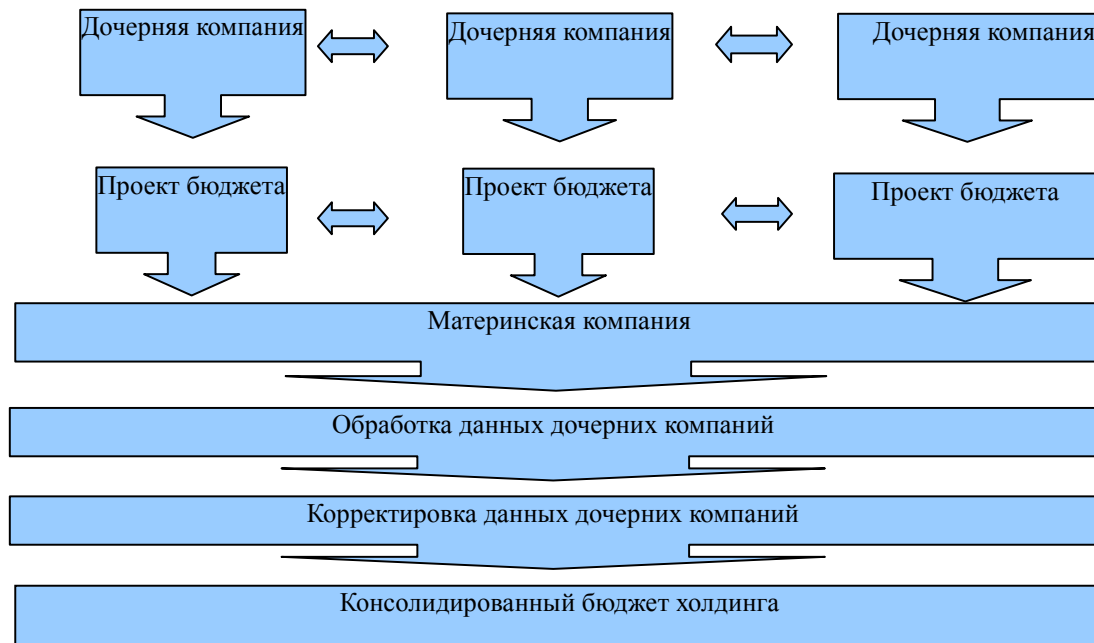 Дочерняя компания
Дочерняя компания
Дочерняя компания
Проект бюджета
Проект бюджета
Проект бюджета
Материнская компания
Обработка данных дочерних компаний
Корректировка данных дочерних компаний
Консолидированный бюджет холдинга